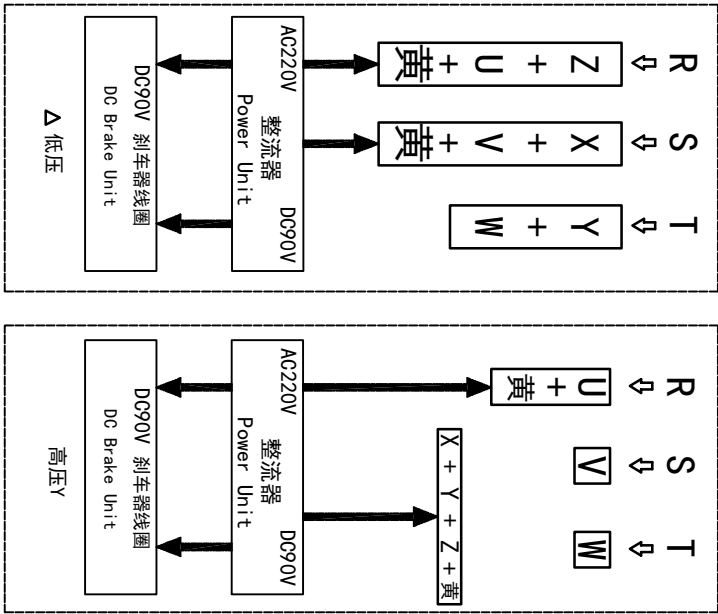 R S T
Z + U + 黄
X + V + 黄
Y + W
AC220V 整流器 DC90V
Power Unit
DC90V 刹车器线圈
DC Brake Unit
Δ 低压
R S T
U + 黄
V
W
X + Y + Z + 黄
AC220V 整流器 DC90V
Power Unit
DC90V 刹车器线圈
DC Brake Unit
高压Y